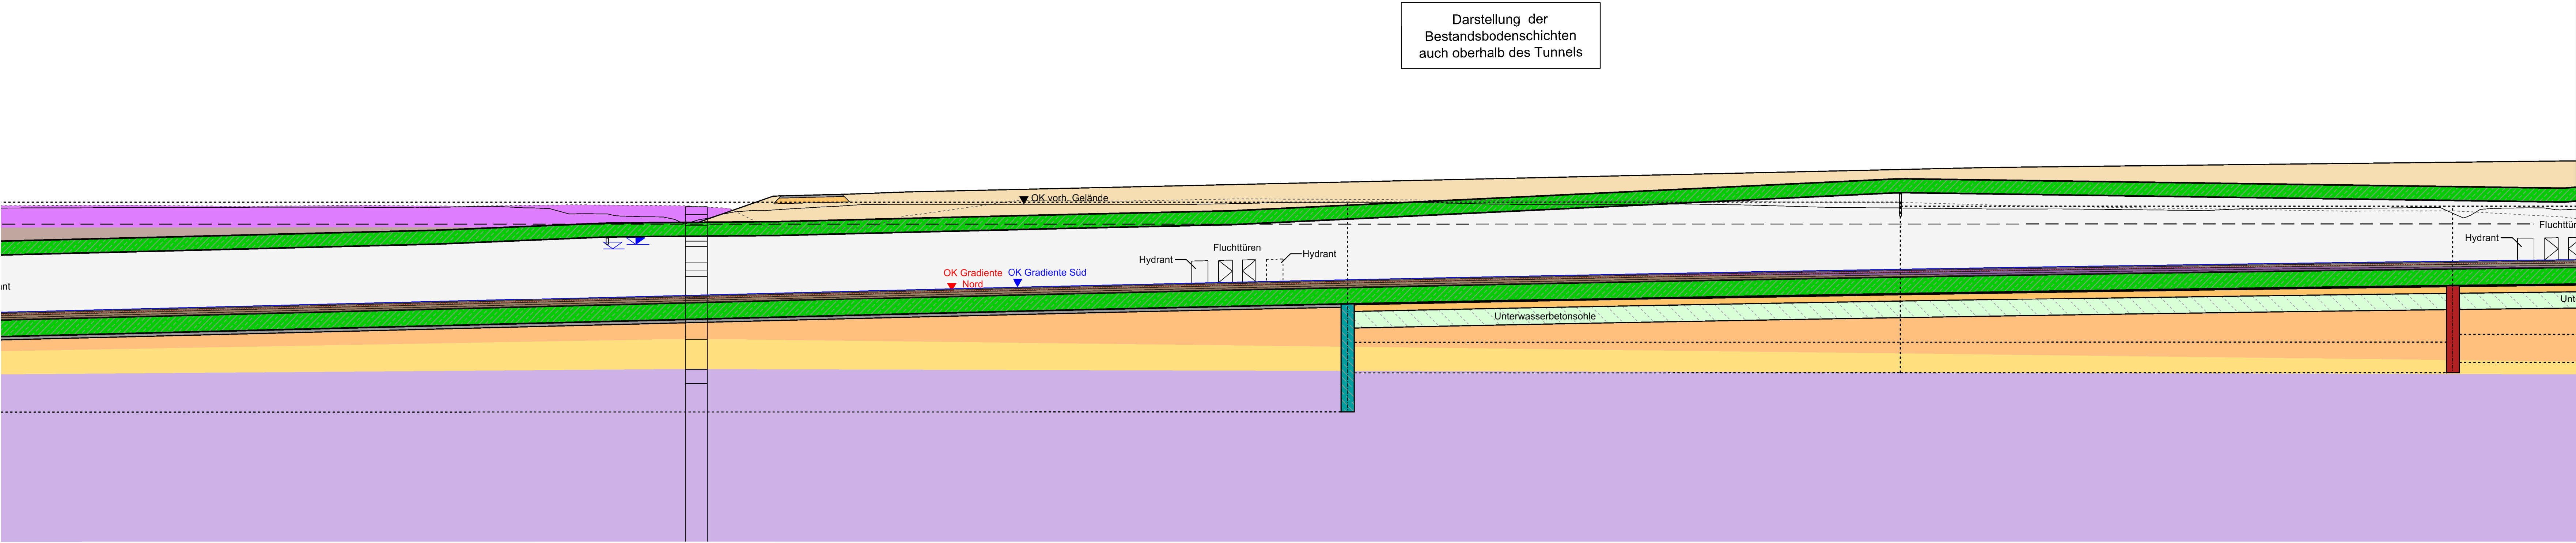 Darstellung der
Bestandsbodenschichten
auch oberhalb des Tunnels
OK vorh. Gelände
Fluchttüren
Hydrant
Hydrant
OK Gradiente
Nord
OK Gradiente Süd
Unterwasserbetonsohle
Hydrant